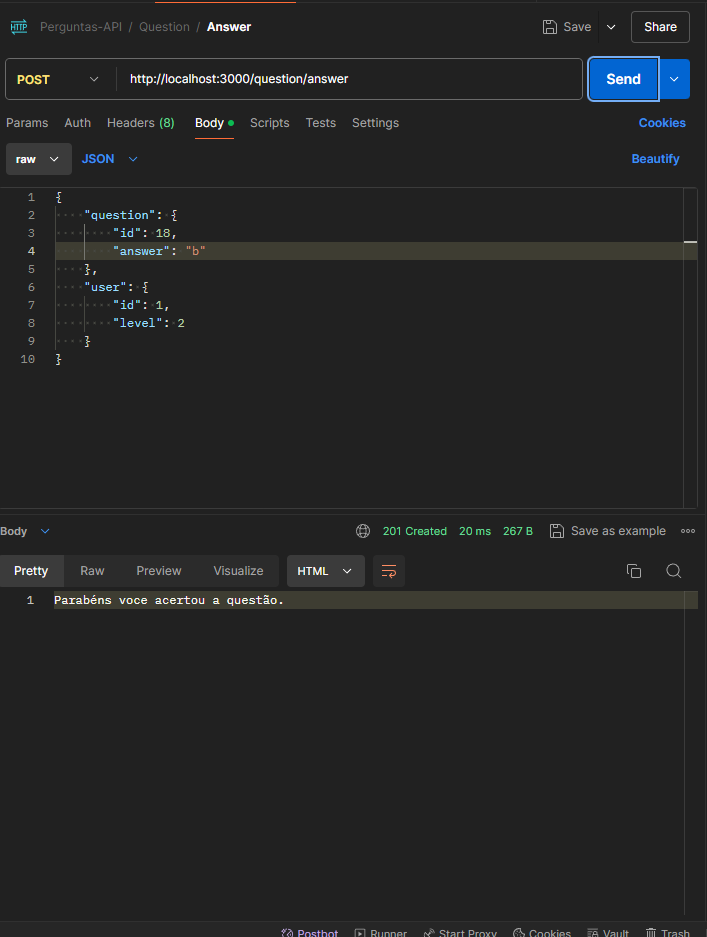 HTTP Perguntas-API / Question / Answer Save Share
POST http://localhost:3000/question/answer Send
Params Auth Headers (8) Body Scripts Tests Settings Cookies
raw JSON Beautify
1 {
2 "question": {
3 "id": 18,
4 "answer": "b"
5 },
6 "user": {
7 "id": 1,
8 "level": 2
9 }
10 }
Body 201 Created 20 ms 267 B Save as example
Pretty Raw Preview Visualize HTML
1 Parabéns voce acertou a questão.
Postbot Runner Start Proxy Cookies Vault Trash